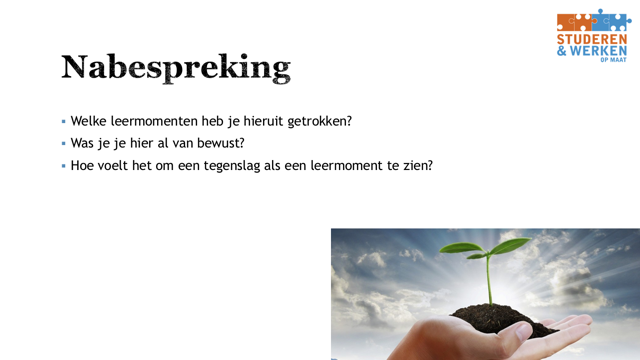 STUDEREN
& WERKEN
OP MAAT
Nabespreking
Welke leermomenten heb je hieruit getrokken?
Was je je hier al van bewust?
Hoe voelt het om een tegenslag als een leermoment te zien?